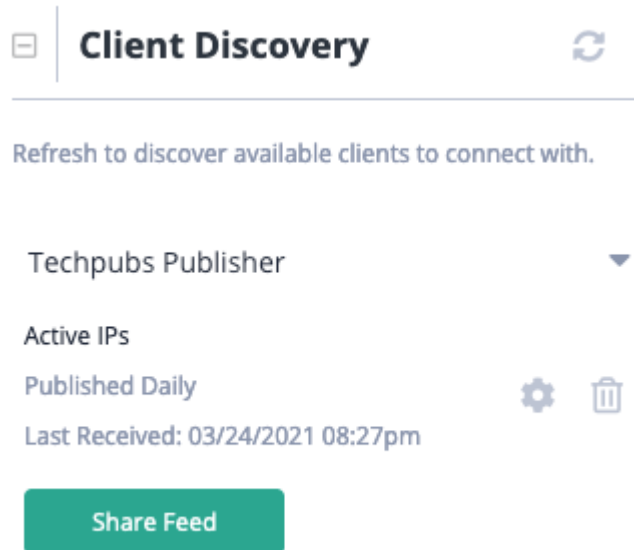 Client Discovery
Refresh to discover available clients to connect with.
Techpubs Publisher
Active IPs
Published Daily
Last Received: 03/24/2021 08:27pm
Share Feed